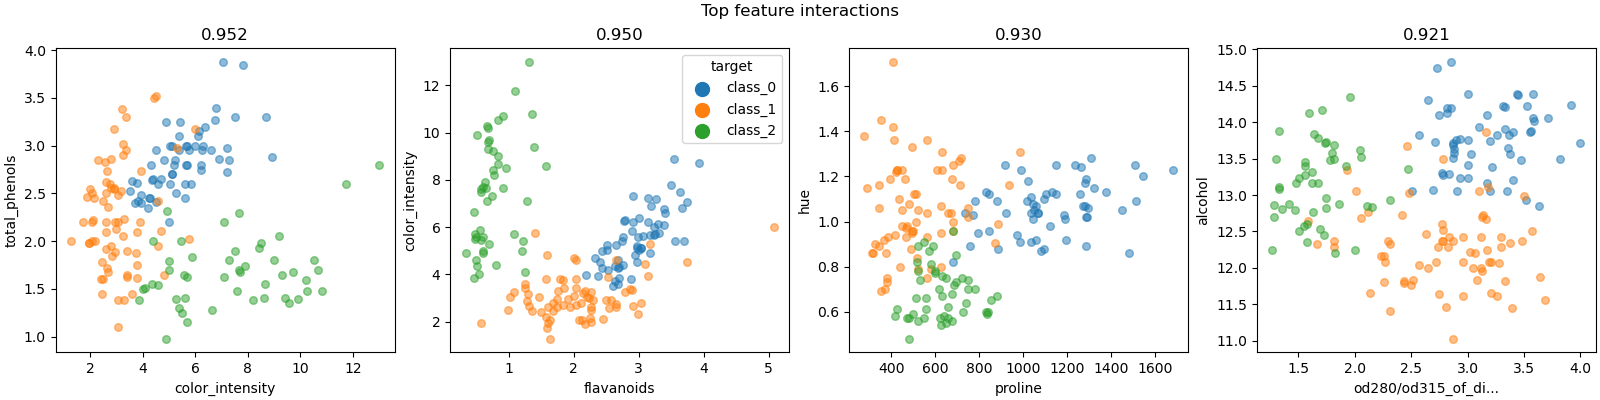 Top feature interactions
0.952
total_phenols
4.0
3.5
3.0
2.5
2.0
1.5
1.0
2 4 6 8 10 12
color_intensity
0.950
color_intensity
12
10
8
6
4
2
target
class_0
class_1
class_2
1 2 3 4 5
flavanoids
0.930
hue
1.6
1.4
1.2
1.0
0.8
0.6
400 600 800 1000 1200 1400 1600
proline
0.921
alcohol
15.0
14.5
14.0
13.5
13.0
12.5
12.0
11.5
11.0
1.5 2.0 2.5 3.0 3.5 4.0
od280/od315_of_di...